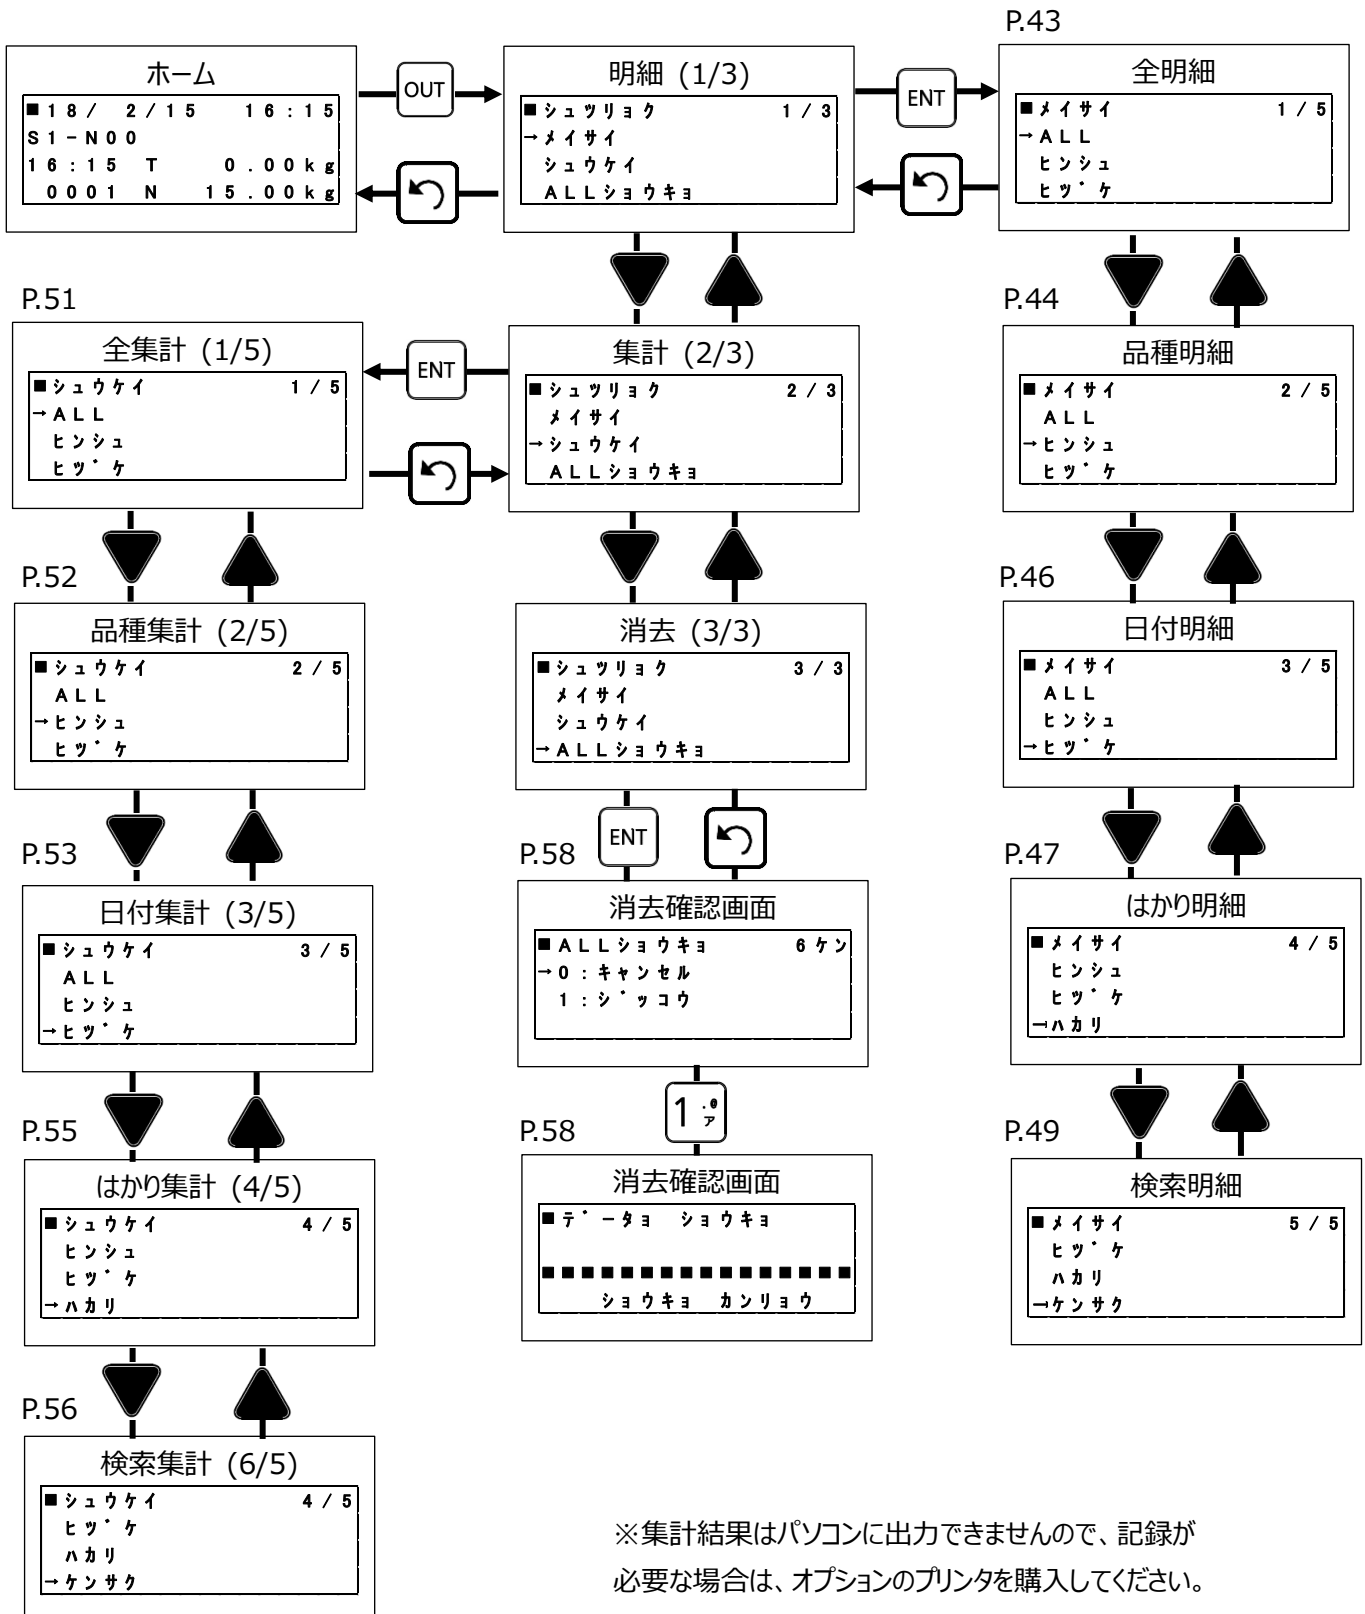 P.43
ホーム
■18/ 2/15 16:15
S1-N00
16:15 T 0.00kg
0001 N 15.00kg
OUT
明細 (1/3)
■シュツリョク 1/3
→メイサイ
シュウケイ
ALLショウキョ
ENT
全明細
■メイサイ 1/5
→ALL
ヒンシュ
ヒヅケ
P.51
全集計 (1/5)
■シュウケイ 1/5
→ALL
ヒンシュ
ヒヅケ
ENT
集計 (2/3)
■シュツリョク 2/3
メイサイ
→シュウケイ
ALLショウキョ
P.44
品種明細
■メイサイ 2/5
ALL
→ヒンシュ
ヒヅケ
P.52
品種集計 (2/5)
■シュウケイ 2/5
ALL
→ヒンシュ
ヒヅケ
消去 (3/3)
■シュツリョク 3/3
メイサイ
シュウケイ
→ALLショウキョ
P.46
日付明細
■メイサイ 3/5
ALL
ヒンシュ
→ヒヅケ
P.53
日付集計 (3/5)
■シュウケイ 3/5
ALL
ヒンシュ
→ヒヅケ
ENT
P.58
消去確認画面
■ALLショウキョ 6ケン
→0:キャンセル
1:ジッコウ
P.47
はかり明細
■メイサイ 4/5
ヒンシュ
ヒヅケ
→ハカリ
P.55
はかり集計 (4/5)
■シュウケイ 4/5
ヒンシュ
ヒヅケ
→ハカリ
1 .@
ア
P.58
消去確認画面
■データヨ ショウキョ
■■■■■■■■■■■■■■■■
ショウキョ カンリョウ
P.49
検索明細
■メイサイ 5/5
ヒヅケ
ハカリ
→ケンサク
P.56
検索集計 (6/5)
■シュウケイ 4/5
ヒヅケ
ハカリ
→ケンサク
※集計結果はパソコンに出力できませんので、記録が
必要な場合は、オプションのプリンタを購入してください。